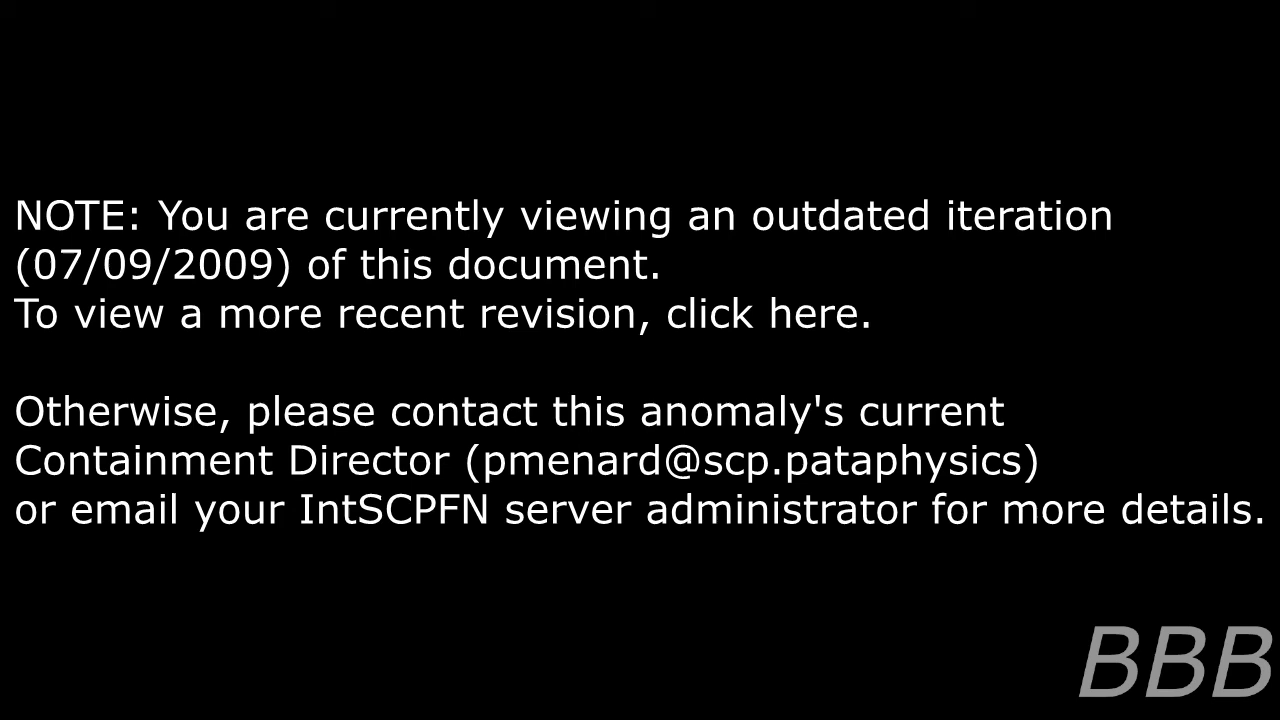 NOTE: You are currently viewing an outdated iteration
(07/09/2009) of this document.
To view a more recent revision, click here.
Otherwise, please contact this anomaly's current
Containment Director (pmenard@scp.pataphysics)
or email your IntSCPFN server administrator for more details.
BBB